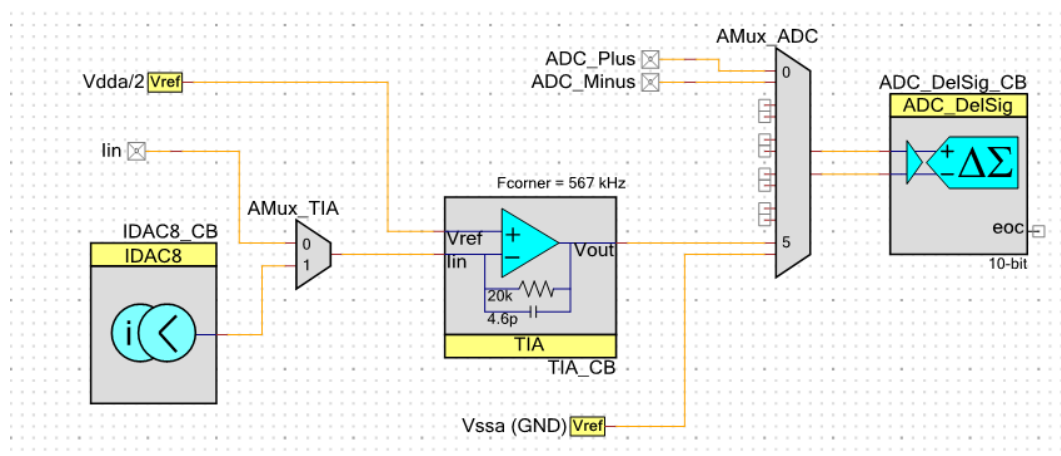 AMux_ADC
ADC_Plus
0
ADC_Minus
ADC_DelSig_CB
ADC_DelSig
+
−
ΔΣ
eoc
10-bit
Vdda/2 Vref
Iin
Fcorner = 567 kHz
AMux_TIA
0
1
IDAC8_CB
IDAC8
i
Vref
+
Iin
−
Vout
20k
4.6p
TIA
TIA_CB
5
Vssa (GND) Vref